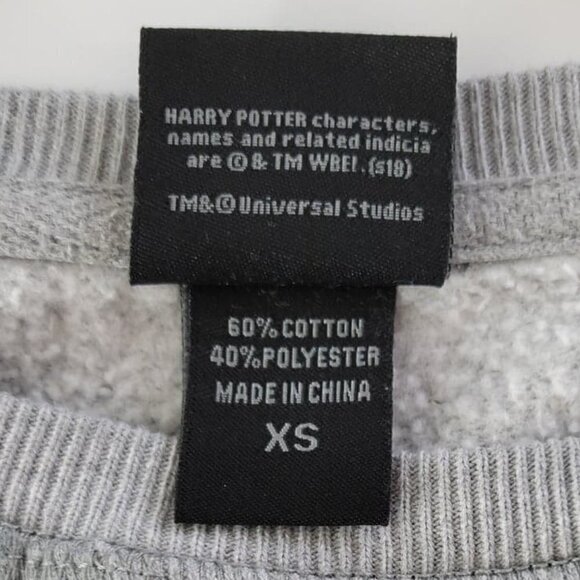 HARRY POTTER characters,
names and related indicia
are © & TM WBEI. (s18)
TM&© Universal Studios
60% COTTON
40% POLYESTER
MADE IN CHINA
XS